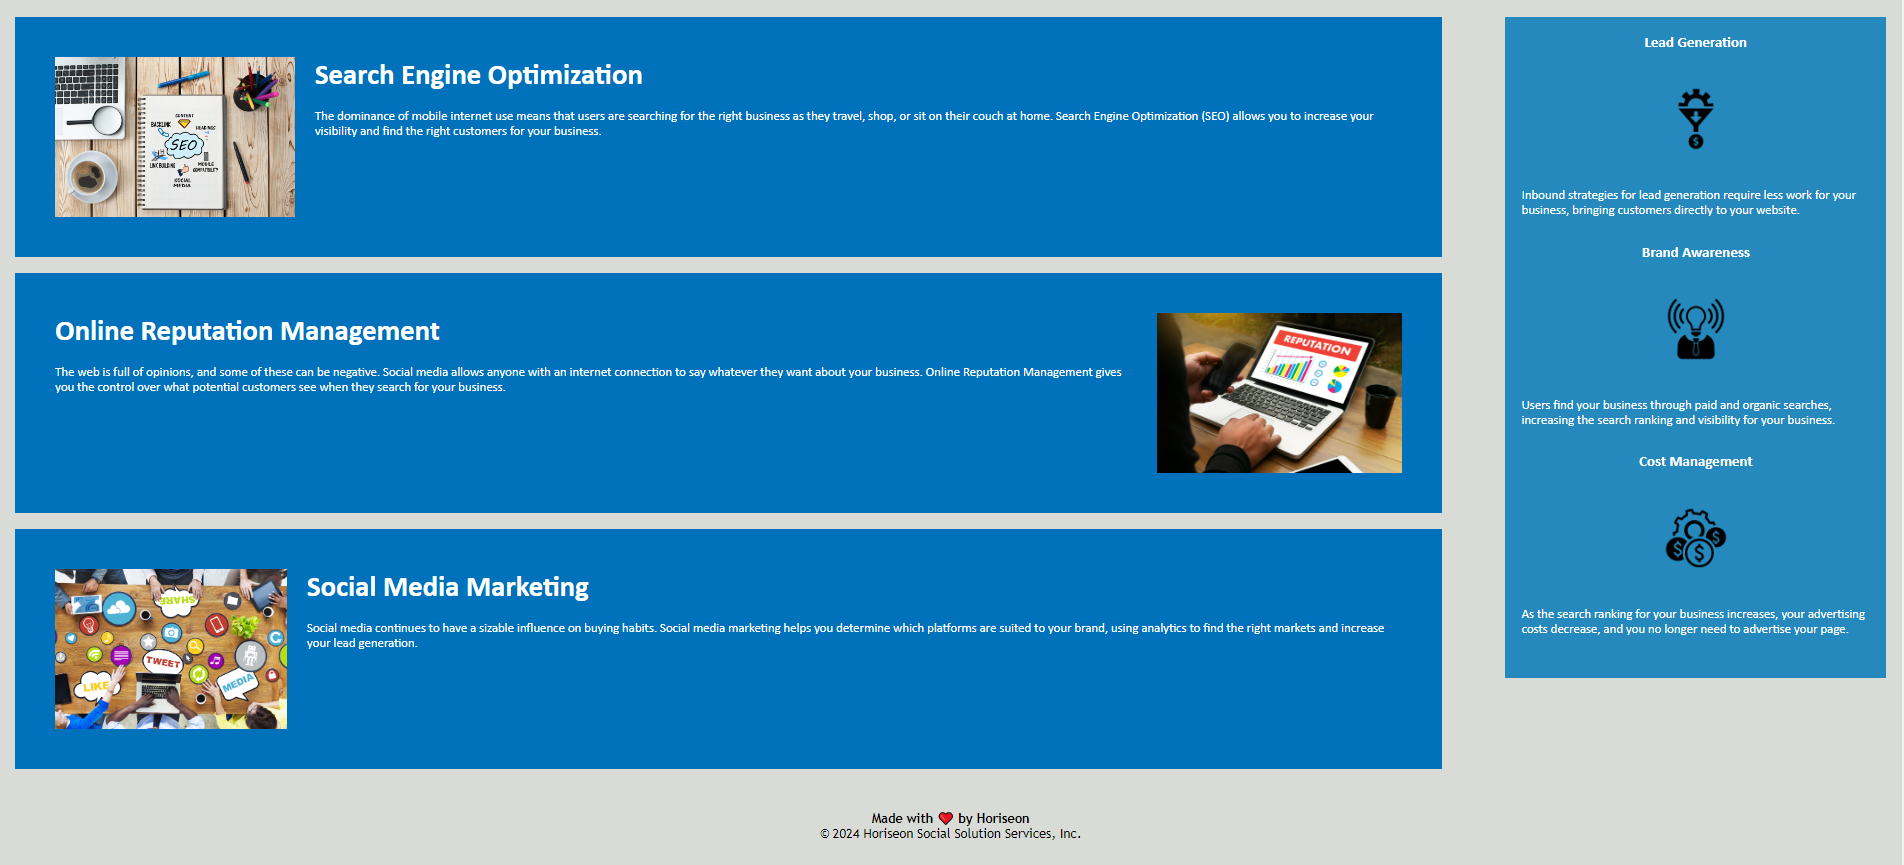 Search Engine Optimization
The dominance of mobile internet use means that users are searching for the right business as they travel, shop, or sit on their couch at home. Search Engine Optimization (SEO) allows you to increase your
visibility and find the right customers for your business.
CONTENT
BACKLINK
HEADINGS
SEO
LINK BUILDING
MOBILE
COMPATIBILITY
SOCIAL
MEDIA
Online Reputation Management
The web is full of opinions, and some of these can be negative. Social media allows anyone with an internet connection to say whatever they want about your business. Online Reputation Management gives
you the control over what potential customers see when they search for your business.
REPUTATION
Social Media Marketing
Social media continues to have a sizable influence on buying habits. Social media marketing helps you determine which platforms are suited to your brand, using analytics to find the right markets and increase
your lead generation.
SHARE
TWEET
LIKE
MEDIA
Lead Generation
Inbound strategies for lead generation require less work for your
business, bringing customers directly to your website.
Brand Awareness
Users find your business through paid and organic searches,
increasing the search ranking and visibility for your business.
Cost Management
As the search ranking for your business increases, your advertising
costs decrease, and you no longer need to advertise your page.
Made with ❤️ by Horiseon
© 2024 Horiseon Social Solution Services, Inc.